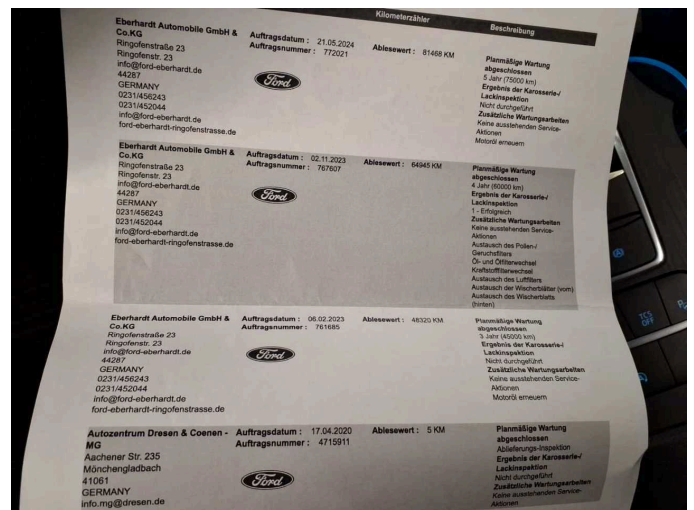 Kilometerzähler
Beschreibung
Eberhardt Automobile GmbH &
Co.KG
Ringofenstraße 23
Ringofenstr. 23
info@ford-eberhardt.de
44287
GERMANY
0231/456243
0231/452044
info@ford-eberhardt.de
ford-eberhardt-ringofenstrasse.de
Auftragsdatum : 21.05.2024
Auftragsnummer : 772021
Ford
Ablesewert : 81468 KM
Planmäßige Wartung
abgeschlossen
5 Jahr (75000 km)
Ergebnis der Karosserie-/
Lackinspektion
Nicht durchgeführt
Zusätzliche Wartungsarbeiten
Keine ausstehenden Service-
Aktionen
Motoröl erneuern
Eberhardt Automobile GmbH &
Co.KG
Ringofenstraße 23
Ringofenstr. 23
info@ford-eberhardt.de
44287
GERMANY
0231/456243
0231/452044
info@ford-eberhardt.de
ford-eberhardt-ringofenstrasse.de
Auftragsdatum : 02.11.2023
Auftragsnummer : 767607
Ford
Ablesewert : 64945 KM
Planmäßige Wartung
abgeschlossen
4 Jahr (60000 km)
Ergebnis der Karosserie-/
Lackinspektion
1 - Erfolgreich
Zusätzliche Wartungsarbeiten
Keine ausstehenden Service-
Aktionen
Austausch des Pollen-/
Geruchsfilters
Öl- und Ölfilterwechsel
Kraftstofffilterwechsel
Austausch des Luftfilters
Austausch der Wischerblätter (vorn)
Austausch des Wischerblatts
(hinten)
Eberhardt Automobile GmbH &
Co.KG
Ringofenstraße 23
Ringofenstr. 23
info@ford-eberhardt.de
44287
GERMANY
0231/456243
0231/452044
info@ford-eberhardt.de
ford-eberhardt-ringofenstrasse.de
Auftragsdatum : 06.02.2023
Auftragsnummer : 761685
Ford
Ablesewert : 48320 KM
Planmäßige Wartung
abgeschlossen
3 Jahr (45000 km)
Ergebnis der Karosserie-/
Lackinspektion
Nicht durchgeführt
Zusätzliche Wartungsarbeiten
Keine ausstehenden Service-
Aktionen
Motoröl erneuern
Autozentrum Dresen & Coenen -
MG
Aachener Str. 235
Mönchengladbach
41061
GERMANY
info.mg@dresen.de
Auftragsdatum : 17.04.2020
Auftragsnummer : 4715911
Ford
Ablesewert : 5 KM
Planmäßige Wartung
abgeschlossen
Ablieferungs-Inspektion
Ergebnis der Karosserie-/
Lackinspektion
Nicht durchgeführt
Zusätzliche Wartungsarbeiten
Keine ausstehenden Service-
Aktionen
TCS
OFF